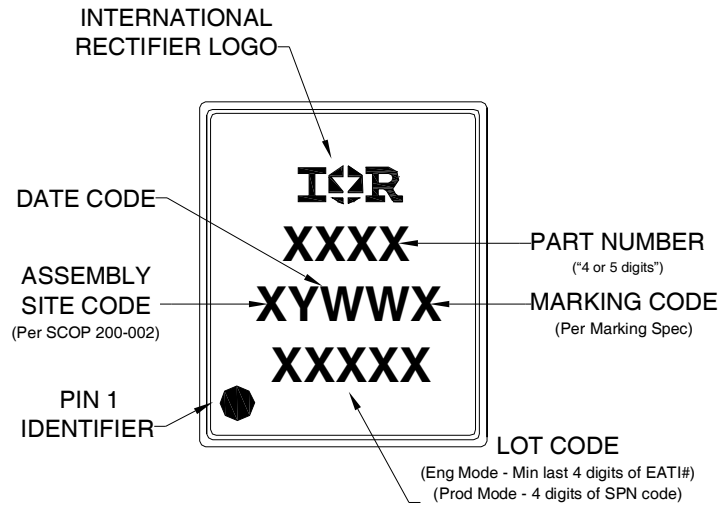 INTERNATIONAL
RECTIFIER LOGO
IOR
DATE CODE
XXXX
PART NUMBER
("4 or 5 digits")
ASSEMBLY
SITE CODE
(Per SCOP 200-002)
XYWWX
MARKING CODE
(Per Marking Spec)
XXXXX
PIN 1
IDENTIFIER
LOT CODE
(Eng Mode - Min last 4 digits of EATI#)
(Prod Mode - 4 digits of SPN code)